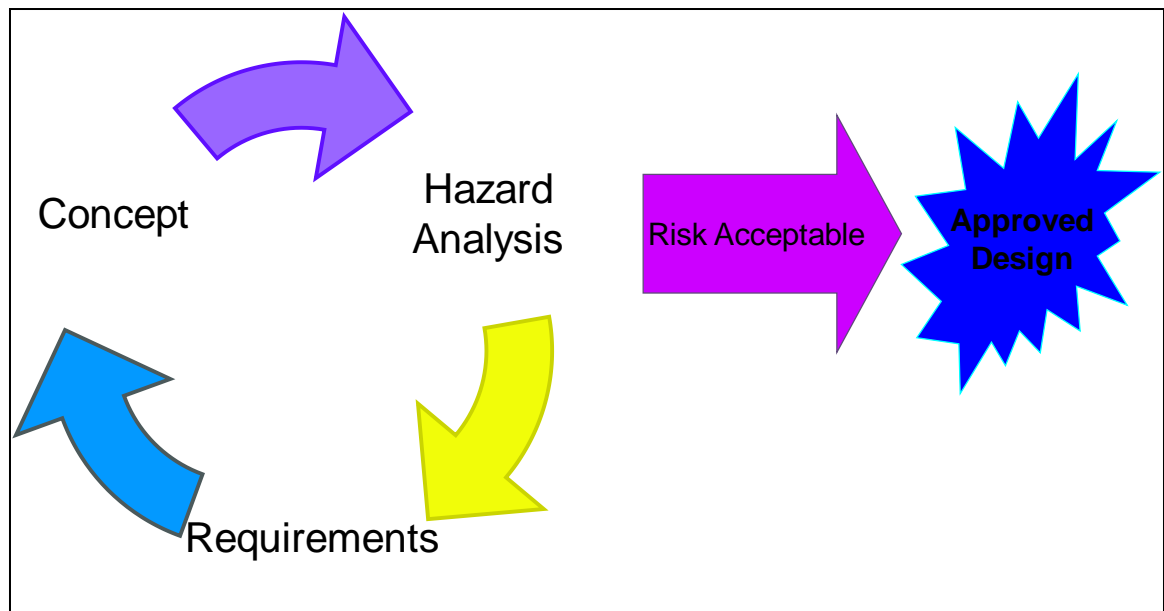 Concept
Hazard
Analysis
Requirements
Risk Acceptable
Approved
Design